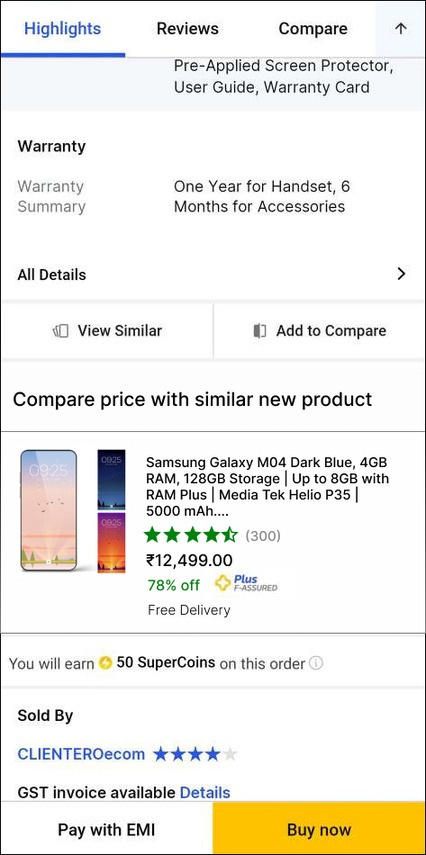 Highlights Reviews Compare
Pre-Applied Screen Protector,
User Guide, Warranty Card
Warranty
Warranty Summary
One Year for Handset, 6
Months for Accessories
All Details
View Similar
Add to Compare
Compare price with similar new product
09:25
09:25
09:25
Samsung Galaxy M04 Dark Blue, 4GB
RAM, 128GB Storage | Up to 8GB with
RAM Plus | Media Tek Helio P35 |
5000 mAh....
(300)
₹12,499.00
78% off Plus
F-ASSURED
Free Delivery
You will earn 50 SuperCoins on this order
Sold By
CLIENTEROecom
GST invoice available Details
Pay with EMI
Buy now